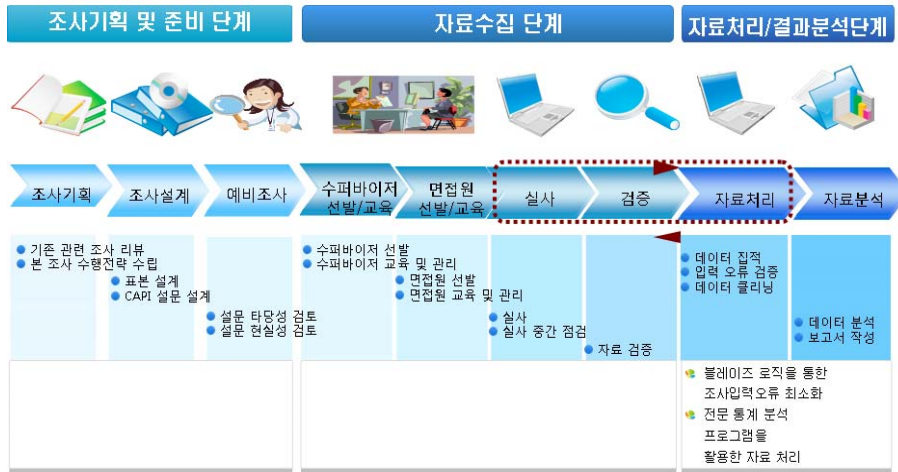 조사기획 및 준비 단계
자료수집 단계
자료처리/결과분석단계
조사기획
조사설계
예비조사
수퍼바이저
선발/교육
면접원
선발/교육
실사
검증
자료처리
자료분석
기존 관련 조사 리뷰
본 조사 수행전략 수립
표본 설계
CAPI 설문 설계
설문 타당성 검토
설문 현실성 검토
수퍼바이저 선발
수퍼바이저 교육 및 관리
면접원 선발
면접원 교육 및 관리
실사
실사 중간 점검
자료 검증
데이터 집적
입력 오류 검증
데이터 클리닝
데이터 분석
보고서 작성
블레이즈 로직을 통한
조사입력오류 최소화
전문 통계 분석
프로그램을
활용한 자료 처리